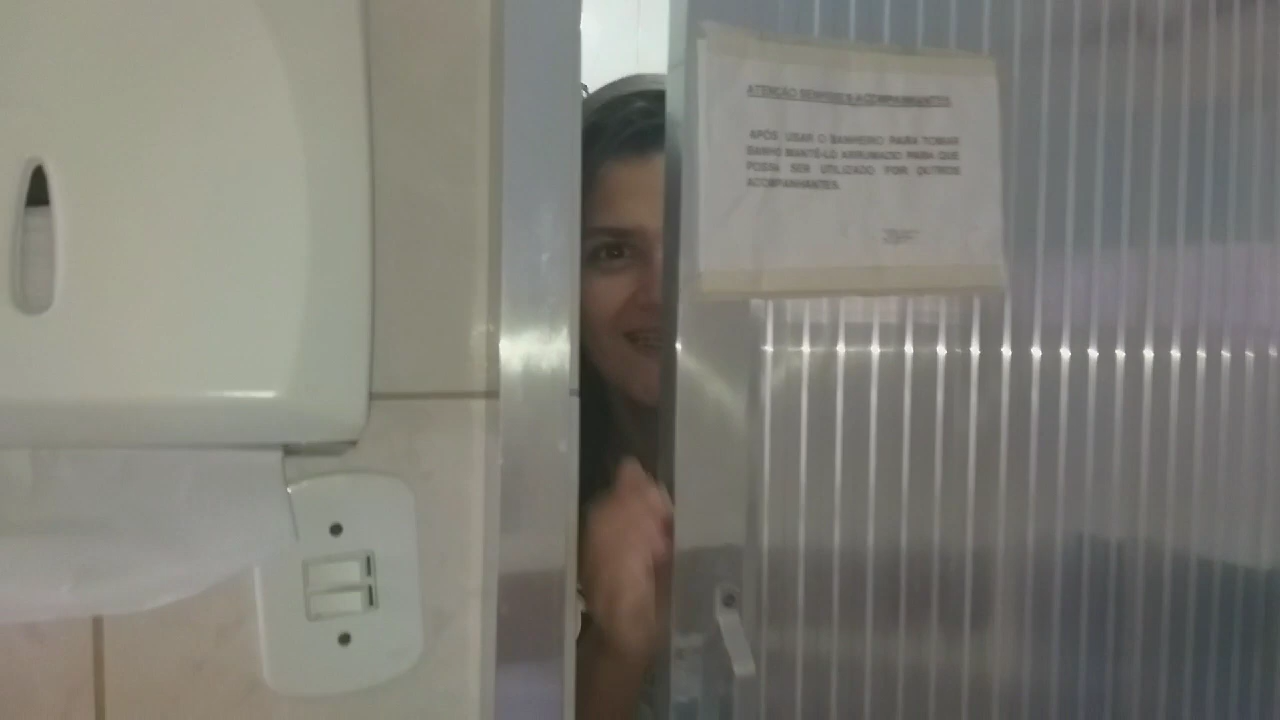 ATENÇÃO SENHORES ACOMPANHANTES
APÓS USAR O BANHEIRO PARA TOMAR
BANHO MANTÊ-LO ARRUMADO PARA QUE
POSSA SER UTILIZADO POR OUTROS
ACOMPANHANTES.